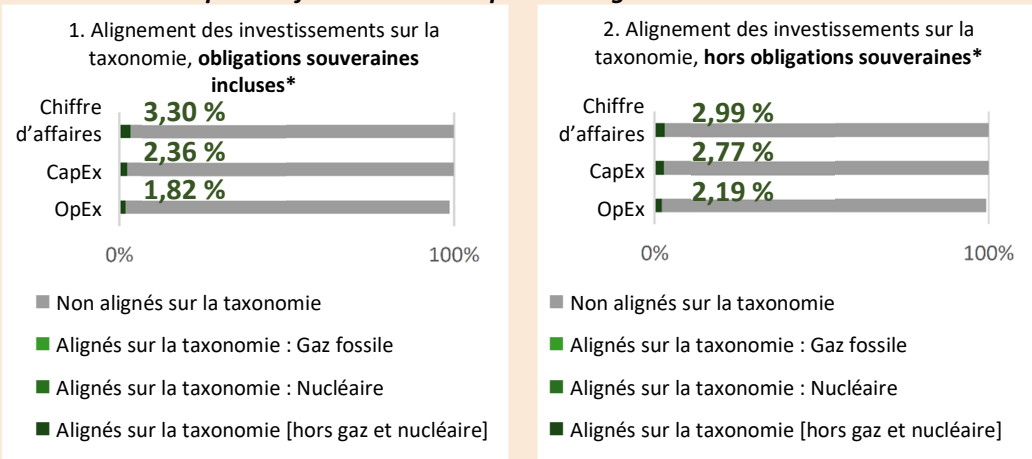 1. Alignement des investissements sur la
taxonomie, obligations souveraines
incluses*
Chiffre
d'affaires
3,30 %
CapEx
2,36 %
OpEx
1,82 %
0%
100%
Non alignés sur la taxonomie
Alignés sur la taxonomie : Gaz fossile
Alignés sur la taxonomie : Nucléaire
Alignés sur la taxonomie [hors gaz et nucléaire]
2. Alignement des investissements sur la
taxonomie, hors obligations souveraines*
Chiffre
d'affaires
2,99 %
CapEx
2,77 %
OpEx
2,19 %
0%
100%
Non alignés sur la taxonomie
Alignés sur la taxonomie : Gaz fossile
Alignés sur la taxonomie : Nucléaire
Alignés sur la taxonomie [hors gaz et nucléaire]